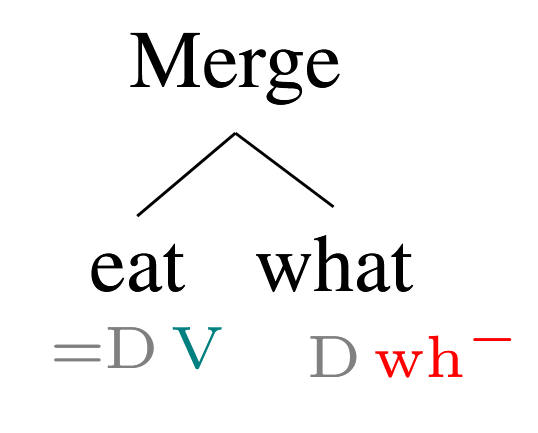 Merge
eat what
=D V D wh⁻